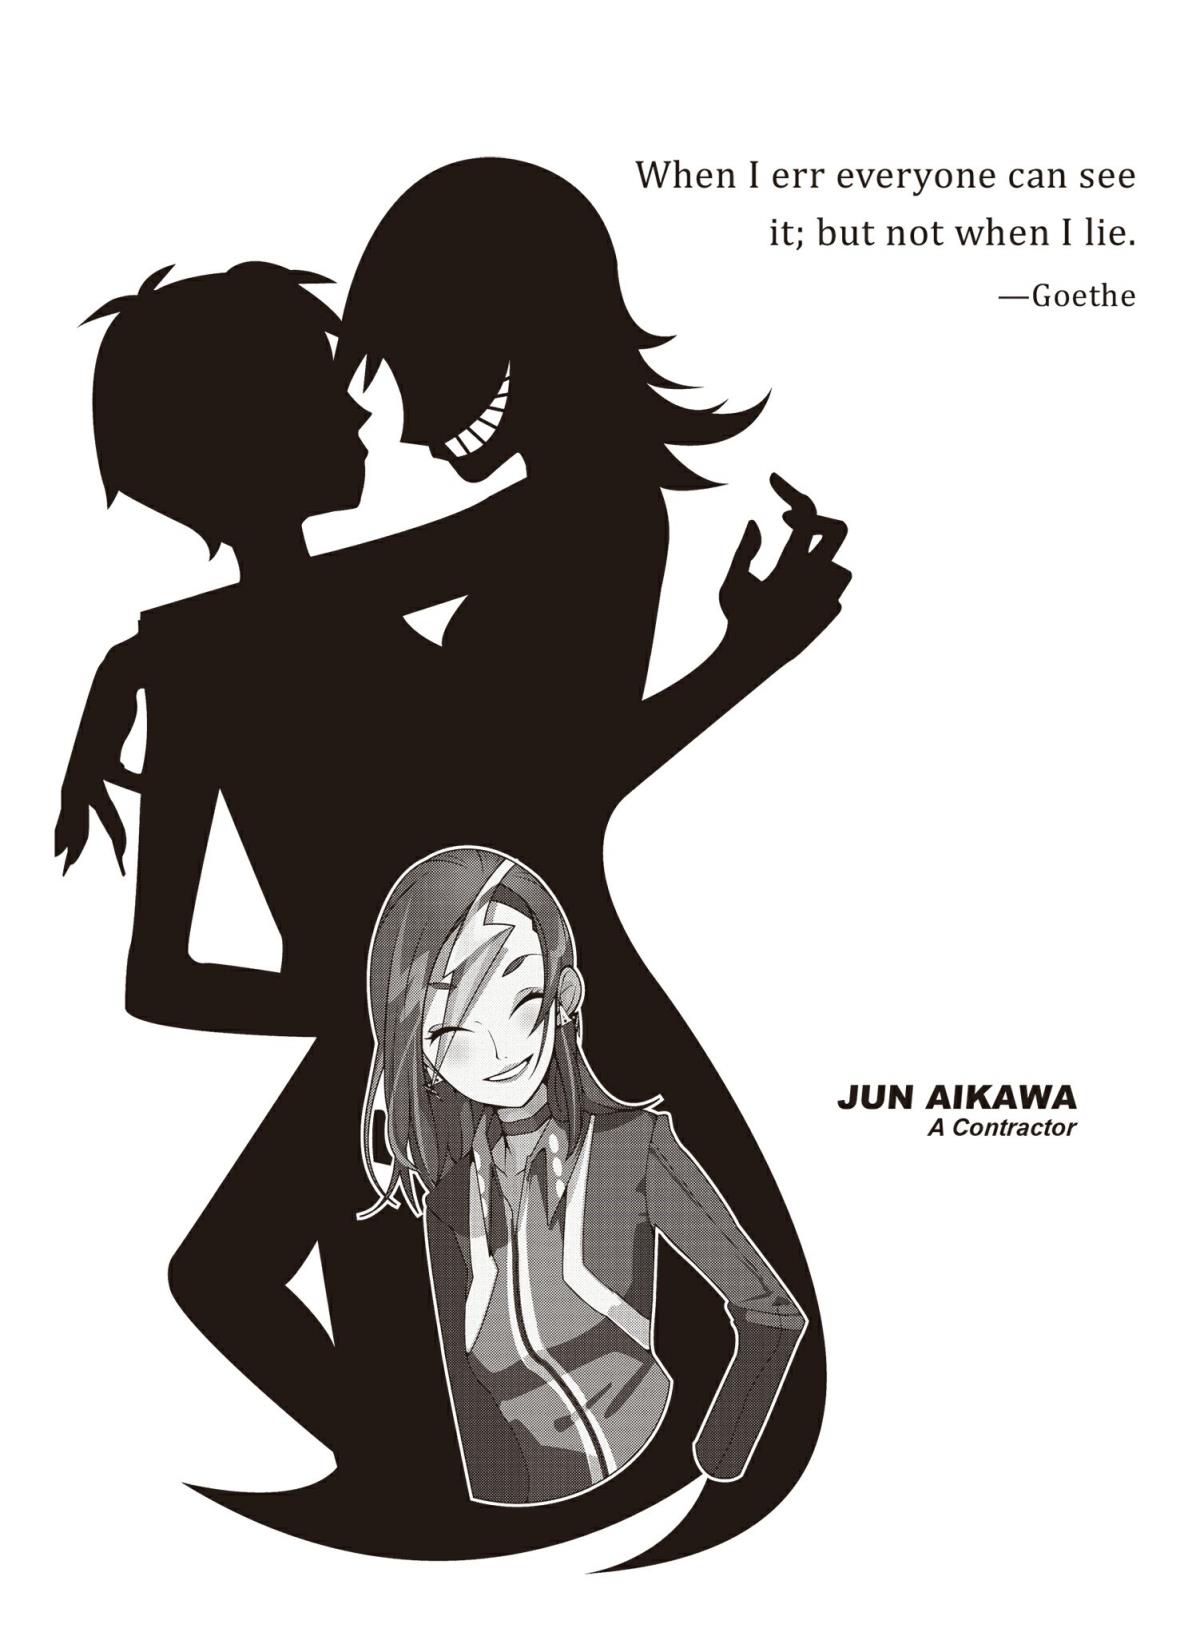 When I err everyone can see
it; but not when I lie.
—Goethe
JUN AIKAWA
A Contractor